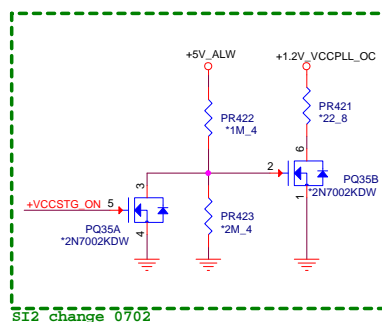 +5V_ALW
+1.2V_VCCPLL_OC
PR422
*1M_4
PR421
*22_8
3
6
+VCCSTG_ON
5
2
PQ35B
*2N7002KDW
PR423
*2M_4
PQ35A
*2N7002KDW
4
1
SI2 change 0702